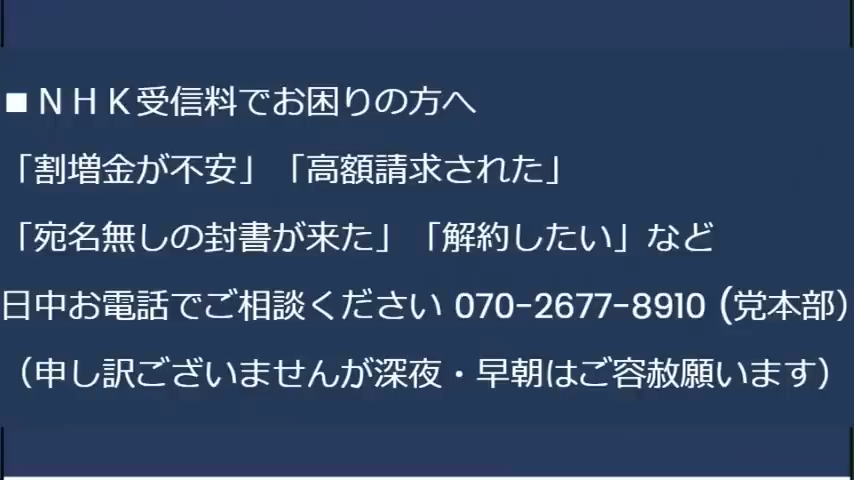 ■ＮＨＫ受信料でお困りの方へ
「割増金が不安」「高額請求された」
「宛名無しの封書が来た」「解約したい」など
日中お電話でご相談ください 070-2677-8910 (党本部)
（申し訳ございませんが深夜・早朝はご容赦願います）